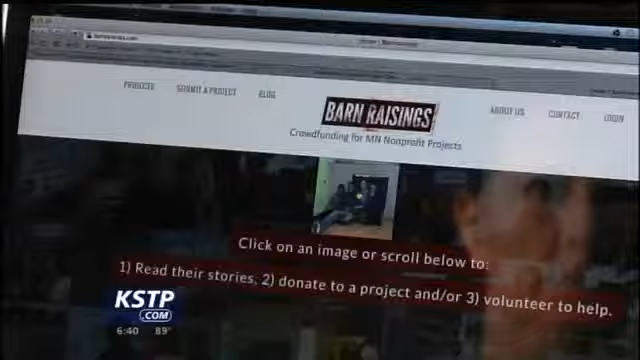 PROJECTS SUBMIT A PROJECT BLOG
BARN RAISINGS
ABOUT US CONTACT LOGIN
Crowdfunding for MN Nonprofit Projects
Click on an image or scroll below to:
1) Read their stories, 2) donate to a project and/or 3) volunteer to help.
KSTP
.COM
6:40 89°